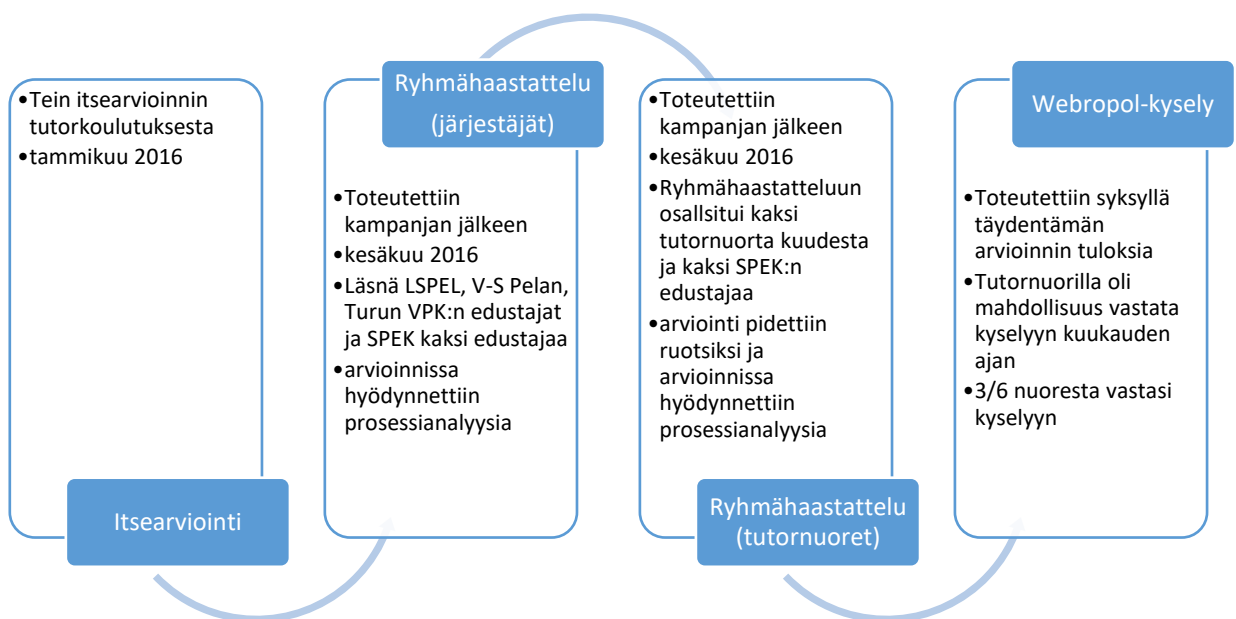 •Tein itsearvioinnin
tutorkoulutuksesta
•tammikuu 2016
Itsearviointi
Ryhmähaastattelu
(järjestäjät)
•Toteutettiin
kampanjan jälkeen
•kesäkuu 2016
•Läsnä LSPEL, V-S Pelan,
Turun VPK:n edustajat
ja SPEK kaksi edustajaa
•arvioinnissa
hyödynnettiin
prosessianalyysia
•Toteutettiin
kampanjan jälkeen
•kesäkuu 2016
•Ryhmähaastatteluun
osallsitui kaksi
tutornuorta kuudesta
ja kaksi SPEK:n
edustajaa
•arviointi pidettiin
ruotsiksi ja
arvioinnissa
hyödynnettiin
prosessianalyysia
Ryhmähaastattelu
(tutornuoret)
Webropol-kysely
•Toteutettiin syksyllä
täydentämän
arvioinnin tuloksia
•Tutornuorilla oli
mahdollisuus vastata
kyselyyn kuukauden
ajan
•3/6 nuoresta vastasi
kyselyyn